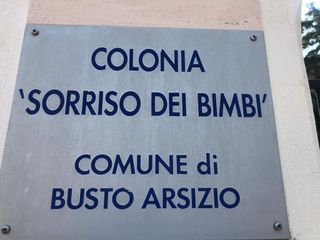 COLONIA
'SORRISO DEI BIMBI'
COMUNE di
BUSTO ARSIZIO